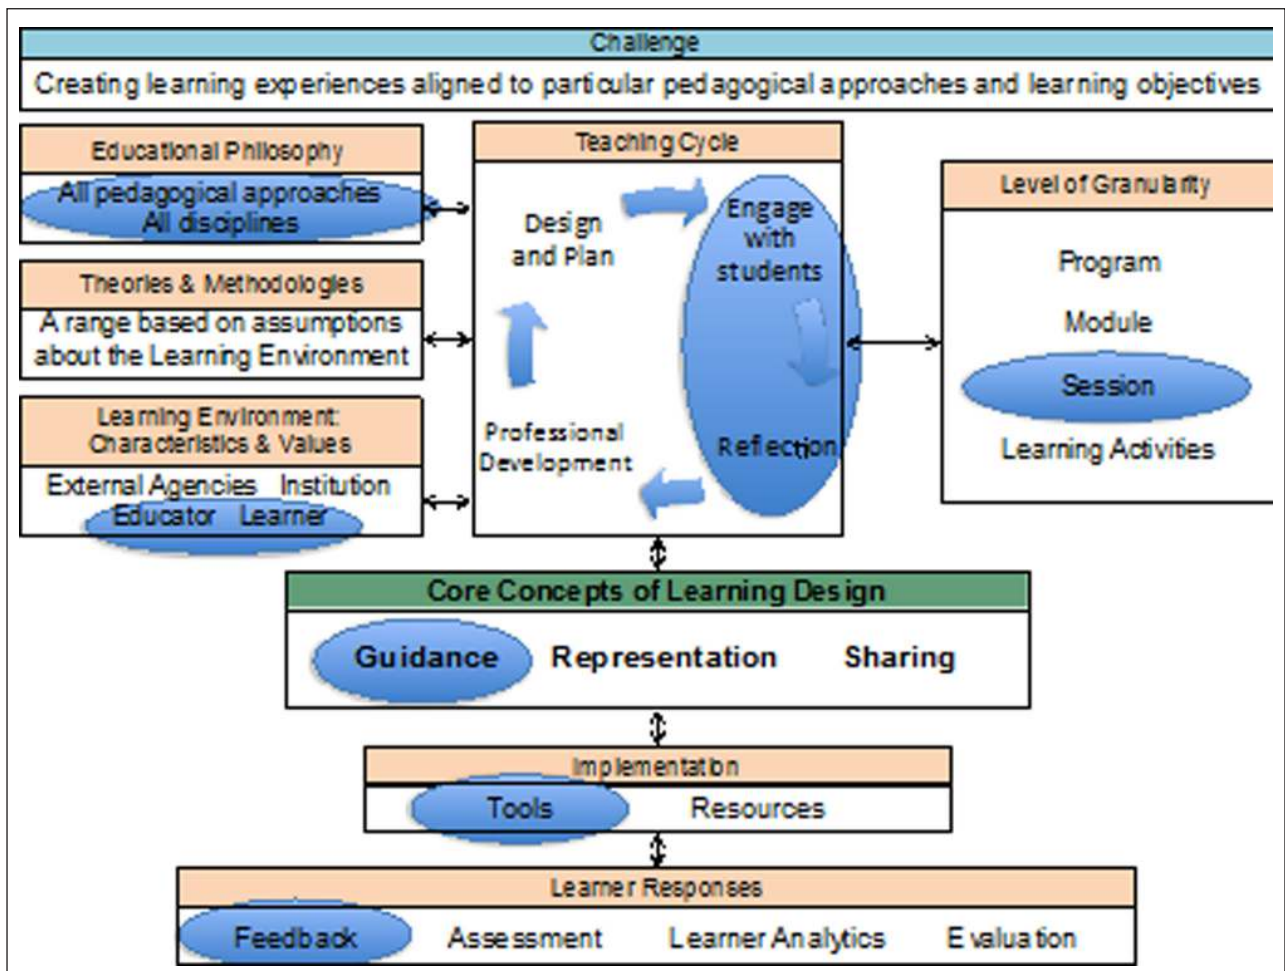 Challenge
Creating learning experiences aligned to particular pedagogical approaches and learning objectives
Educational Philosophy
All pedagogical approaches
All disciplines
Theories & Methodologies
A range based on assumptions
about the Learning Environment
Learning Environment:
Characteristics & Values
External Agencies Institution
Educator Learner
Teaching Cycle
Design
and Plan
Engage
with
students
Reflection
Professional
Development
Level of Granularity
Program
Module
Session
Learning Activities
Core Concepts of Learning Design
Guidance Representation Sharing
Implementation
Tools Resources
Learner Responses
Feedback Assessment Learner Analytics Evaluation